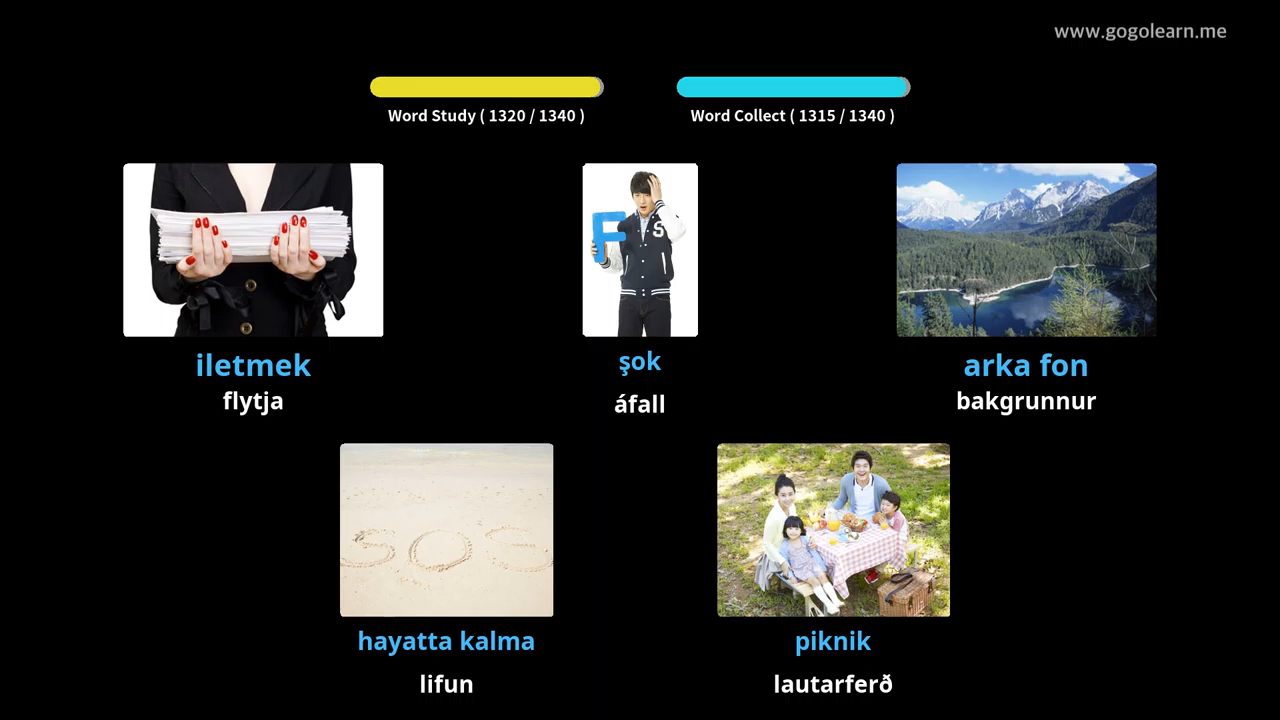 www.gogolearn.me
Word Study ( 1320 / 1340 )
Word Collect ( 1315 / 1340 )
F
S
iletmek
flytja
şok
áfall
arka fon
bakgrunnur
SOS
hayatta kalma
lifun
piknik
lautarferð